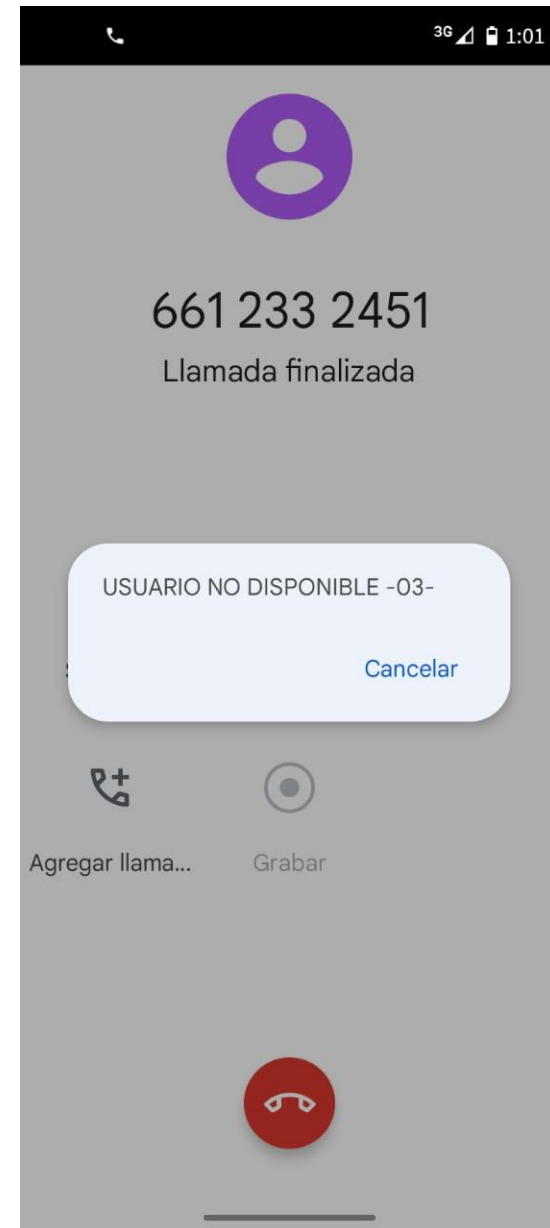 3G 1:01
661 233 2451
Llamada finalizada
USUARIO NO DISPONIBLE -03-
Cancelar
Agregar llama... Grabar